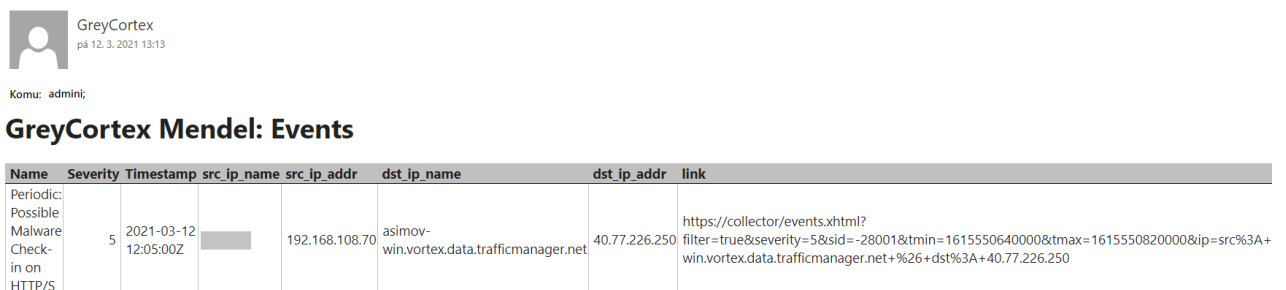 GreyCortex
pá 12. 3. 2021 13:13
Komu: admini;
GreyCortex Mendel: Events
Name Severity Timestamp src_ip_name src_ip_addr dst_ip_name dst_ip_addr link
Periodic:
Possible
Malware
Check-
in on
HTTP/S
5
2021-03-12
12:05:00Z
192.168.108.70
asimov-
win.vortex.data.trafficmanager.net
40.77.226.250
https://collector/events.xhtml?
filter=true&severity=5&sid=-28001&tmin=1615550640000&tmax=1615550820000&ip=src%3A+
win.vortex.data.trafficmanager.net+%26+dst%3A+40.77.226.250